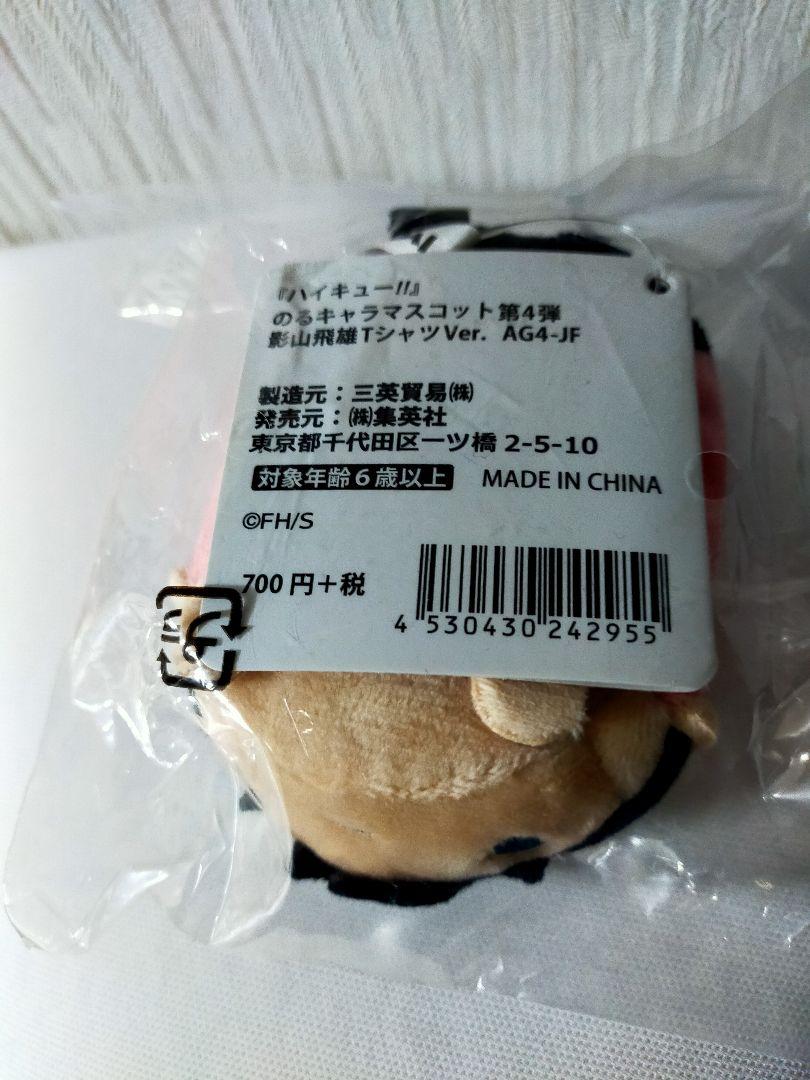 『ハイキュー!!』
のるキャラマスコット第4弾
影山飛雄TシャツVer. AG4-JF
製造元：三英貿易㈱
発売元：㈱集英社
東京都千代田区一ツ橋2-5-10
対象年齢6歳以上 MADE IN CHINA
©FH/S
700円＋税
4 530430 242955